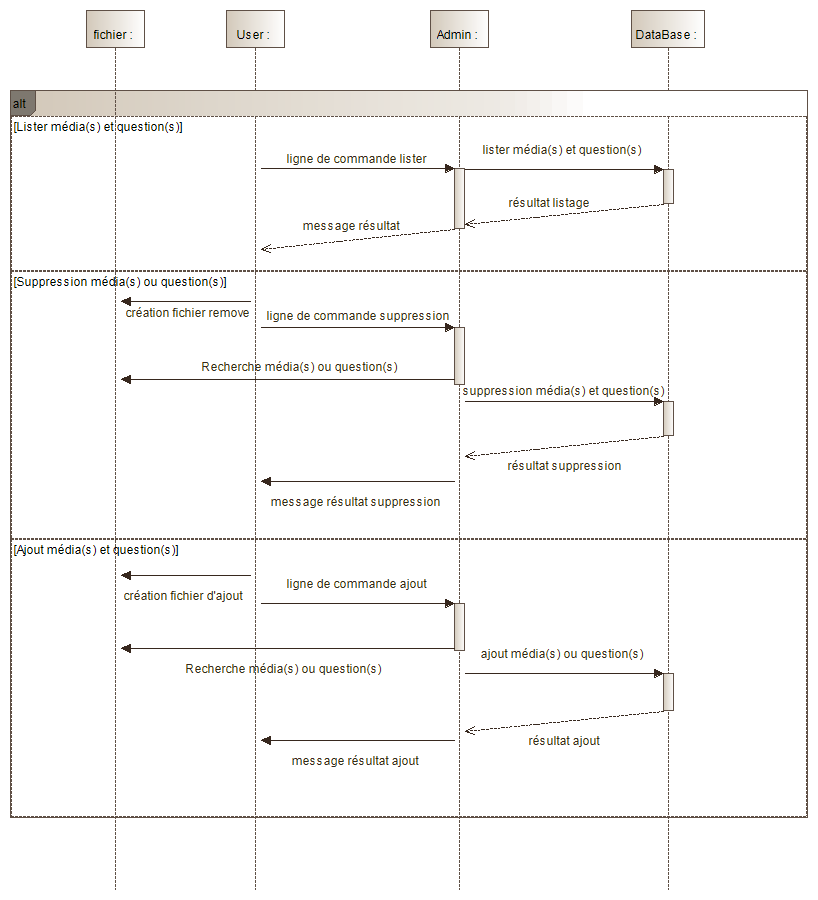 fichier :
User :
Admin :
DataBase :
alt
[Lister média(s) et question(s)]
lister média(s) et question(s)
ligne de commande lister
résultat listage
message résultat
[Suppression média(s) ou question(s)]
création fichier remove
ligne de commande suppression
Recherche média(s) ou question(s)
suppression média(s) et question(s)
résultat suppression
message résultat suppression
[Ajout média(s) et question(s)]
ligne de commande ajout
création fichier d'ajout
ajout média(s) ou question(s)
Recherche média(s) ou question(s)
résultat ajout
message résultat ajout